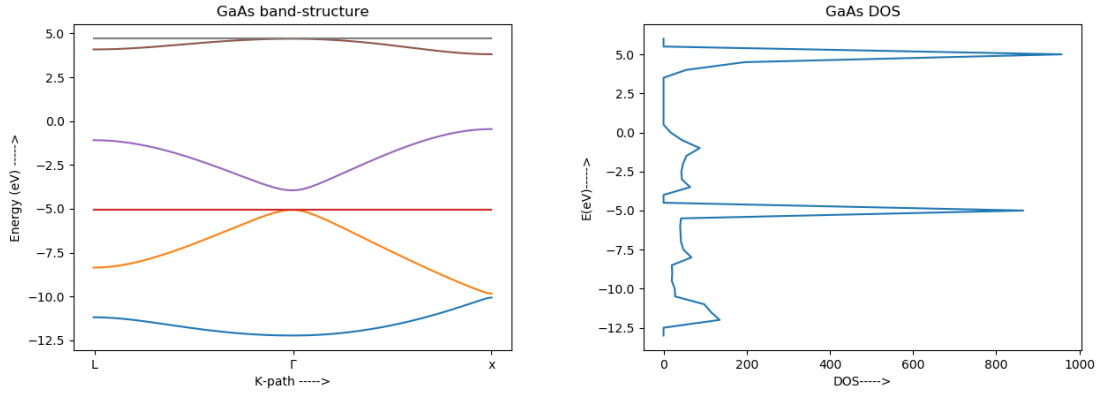 GaAs band-structure
5.0
2.5
0.0
−2.5
−5.0
−7.5
−10.0
−12.5
Energy (eV) ----->
L
Γ
x
K-path ----->
GaAs DOS
5.0
2.5
0.0
−2.5
−5.0
−7.5
−10.0
−12.5
E(eV)----->
0
200
400
600
800
1000
DOS----->